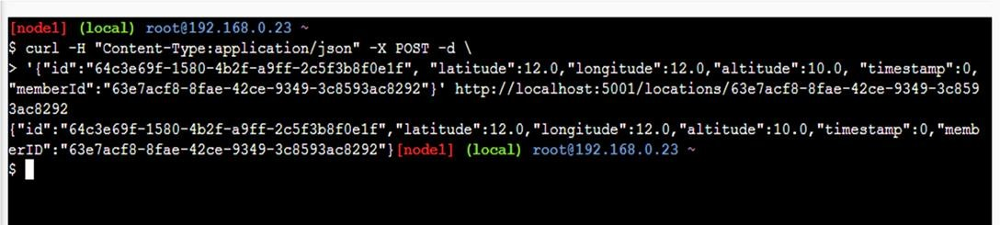 [node1] (local) root@192.168.0.23 ~
$ curl -H "Content-Type:application/json" -X POST -d \
> '{"id":"64c3e69f-1580-4b2f-a9ff-2c5f3b8f0e1f", "latitude":12.0,"longitude":12.0,"altitude":10.0, "timestamp":0,
"memberId":"63e7acf8-8fae-42ce-9349-3c8593ac8292"}' http://localhost:5001/locations/63e7acf8-8fae-42ce-9349-3c859
3ac8292
{"id":"64c3e69f-1580-4b2f-a9ff-2c5f3b8f0e1f","latitude":12.0,"longitude":12.0,"altitude":10.0,"timestamp":0,"memb
erID":"63e7acf8-8fae-42ce-9349-3c8593ac8292"}[node1] (local) root@192.168.0.23 ~
$